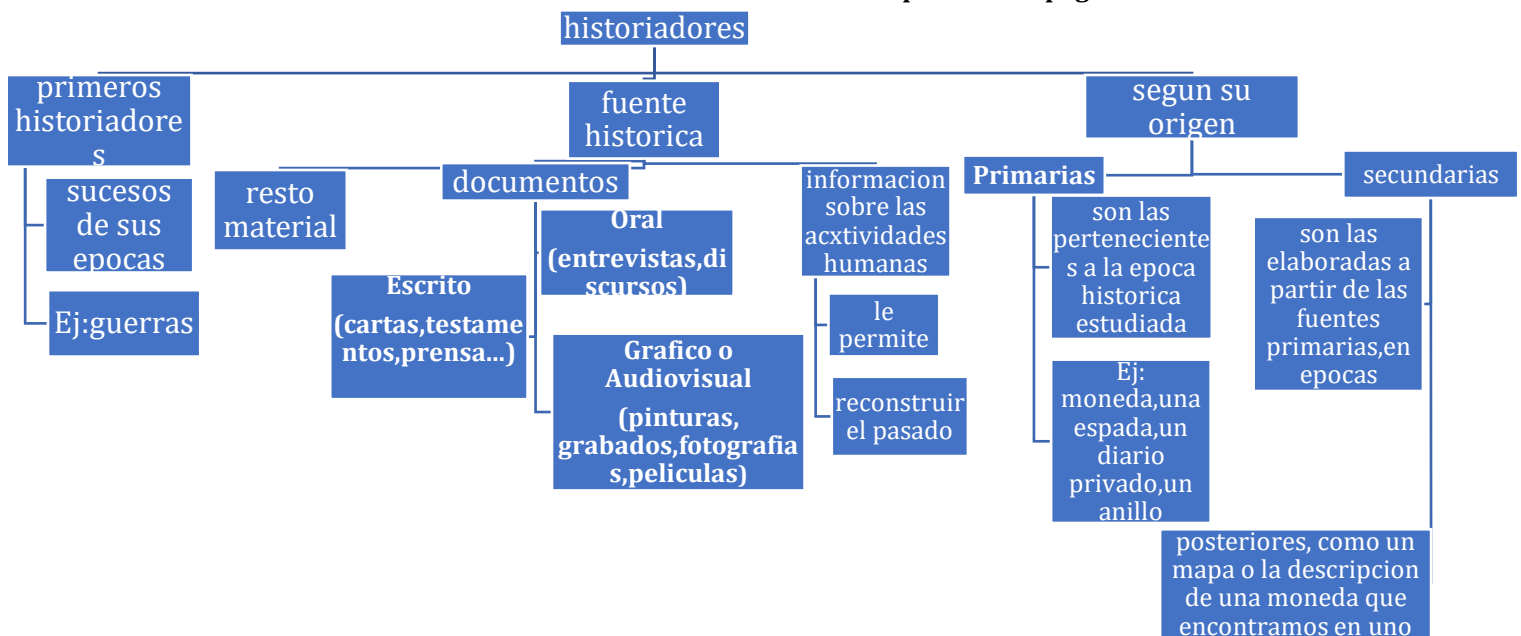 historiadores
primeros
historiadore
s
sucesos
de sus
epocas
Ej:guerras
fuente
historica
resto
material
documentos
Oral
(entrevistas,di
scursos)
Escrito
(cartas,testame
ntos,prensa...)
Grafico o
Audiovisual
(pinturas,
grabados,fotografia
s,peliculas)
informacion
sobre las
acxtividades
humanas
le
permite
reconstruir
el pasado
segun su
origen
Primarias
son las
perteneciente
s a la epoca
historica
estudiada
Ej:
moneda,una
espada,un
diario
privado,un
anillo
secundarias
son las
elaboradas a
partir de las
fuentes
primarias,en
epocas
posteriores, como un
mapa o la descripcion
de una moneda que
encontramos en uno